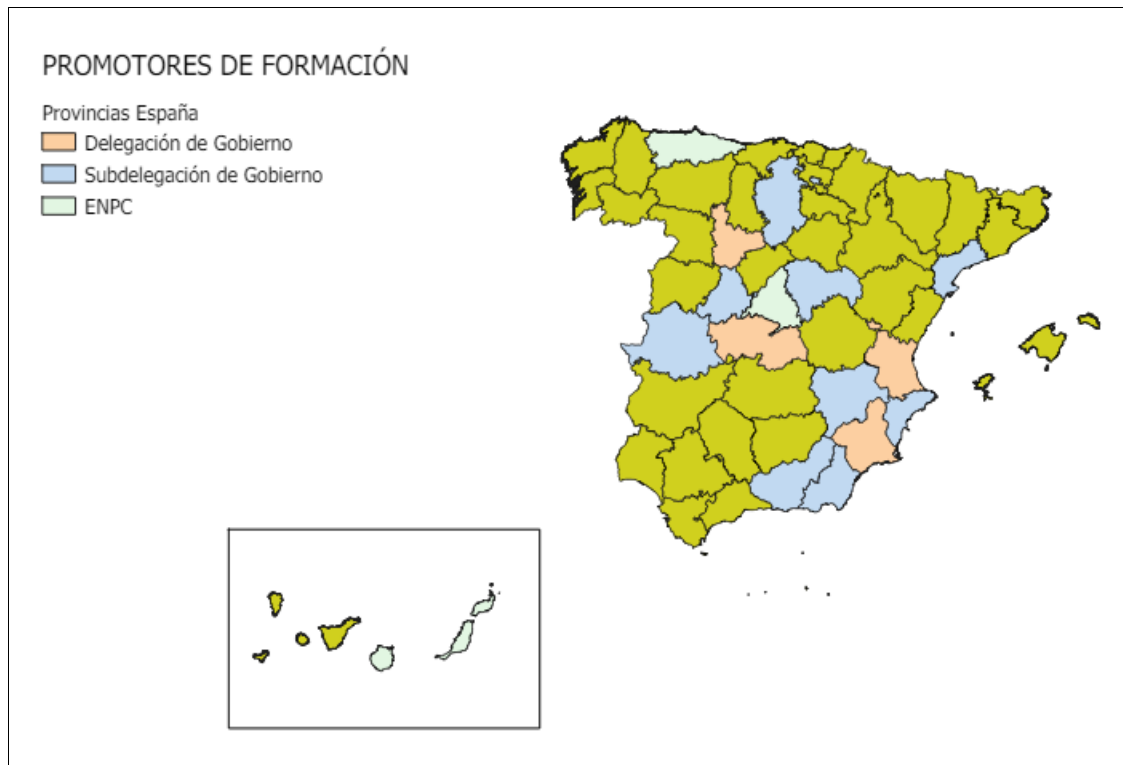 PROMOTORES DE FORMACIÓN
Provincias España
Delegación de Gobierno
Subdelegación de Gobierno
ENPC